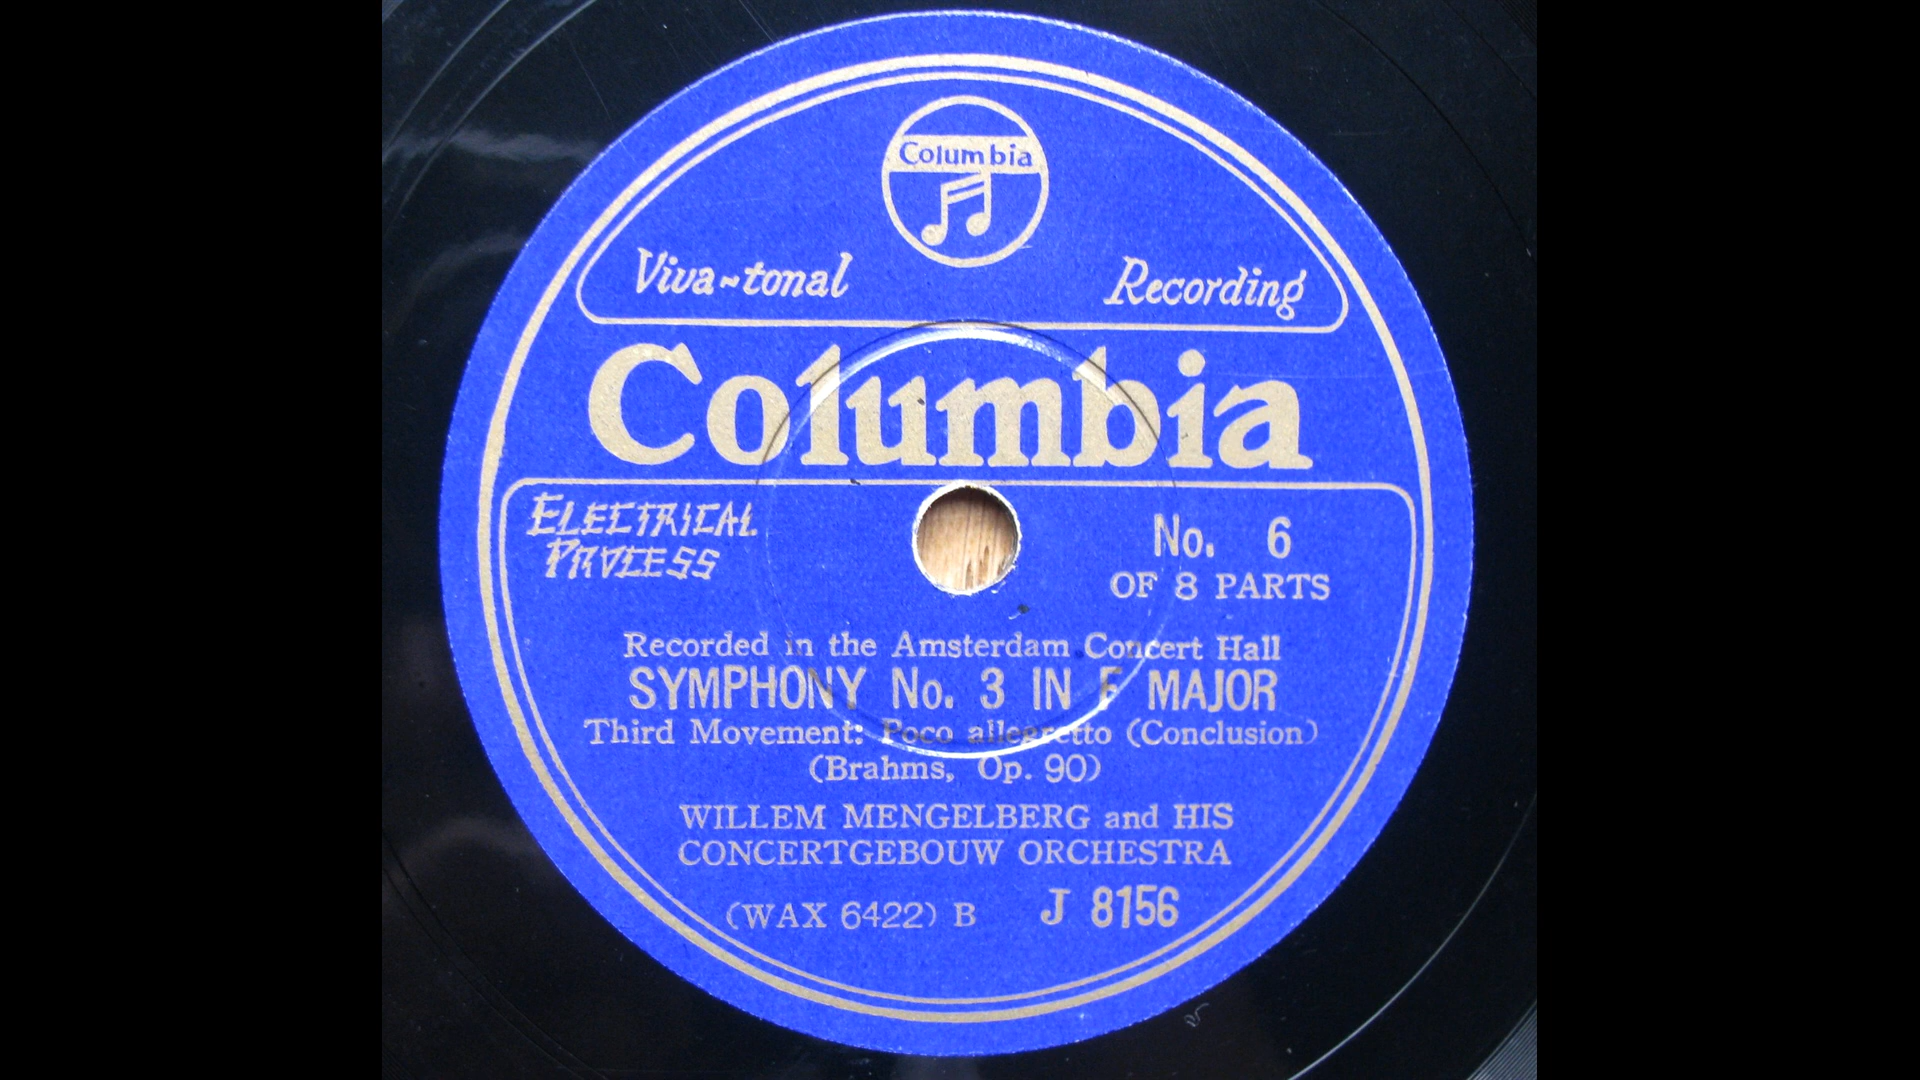 Columbia
Viva-tonal Recording
Columbia
ELECTRICAL
PROCESS
No. 6
OF 8 PARTS
Recorded in the Amsterdam Concert Hall
SYMPHONY No. 3 IN F MAJOR
Third Movement: Poco allegretto (Conclusion)
(Brahms, Op. 90)
WILLEM MENGELBERG and HIS
CONCERTGEBOUW ORCHESTRA
(WAX 6422) B J 8156